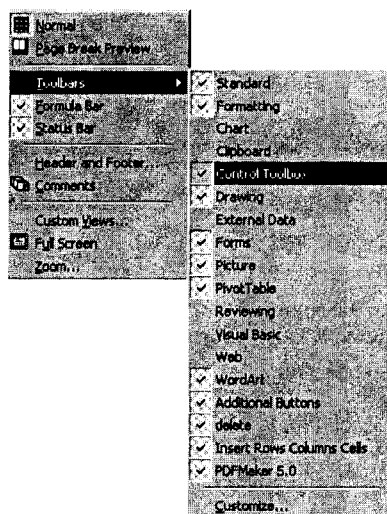 Normal
Page Break Preview
Toolbars
Formula Bar
Status Bar
Header and Footer...
Comments
Custom Views...
Full Screen
Zoom...
Standard
Formatting
Chart
Clipboard
Control Toolbox
Drawing
External Data
Forms
Picture
PivotTable
Reviewing
Visual Basic
Web
WordArt
Additional Buttons
delete
Insert Rows Columns Cells
PDFMaker 5.0
Customize...